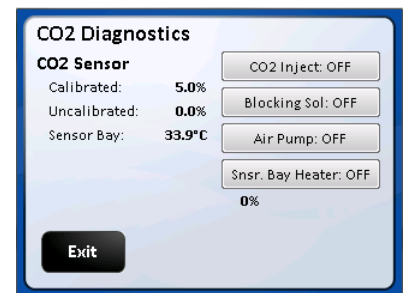 CO2 Diagnostics
CO2 Sensor
Calibrated: 5.0%
Uncalibrated: 0.0%
Sensor Bay: 33.9°C
CO2 Inject: OFF
Blocking Sol: OFF
Air Pump: OFF
Snsr. Bay Heater: OFF
0%
Exit